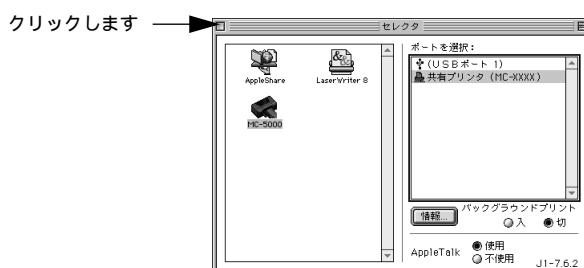 クリックします
セレクタ
AppleShare
LaserWriter 8
MC-5000
ポートを選択:
(USBポート 1)
共有プリンタ (MC-XXXX)
情報...
バックグラウンドプリント
入 切
AppleTalk
使用
不使用
J1-7.6.2